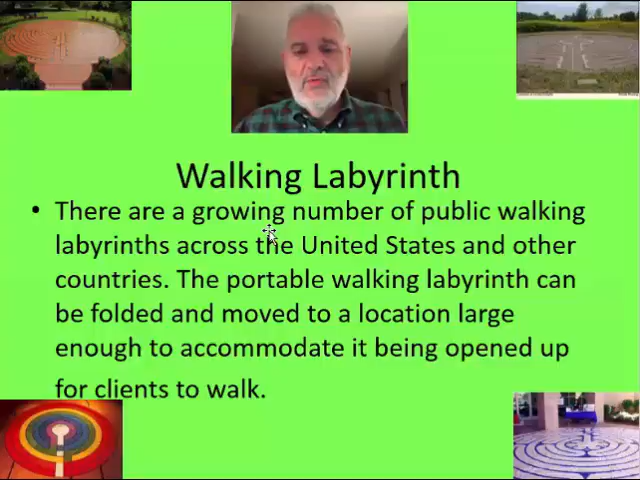 Walking Labyrinth
• There are a growing number of public walking
labyrinths across the United States and other
countries. The portable walking labyrinth can
be folded and moved to a location large
enough to accommodate it being opened up
for clients to walk.